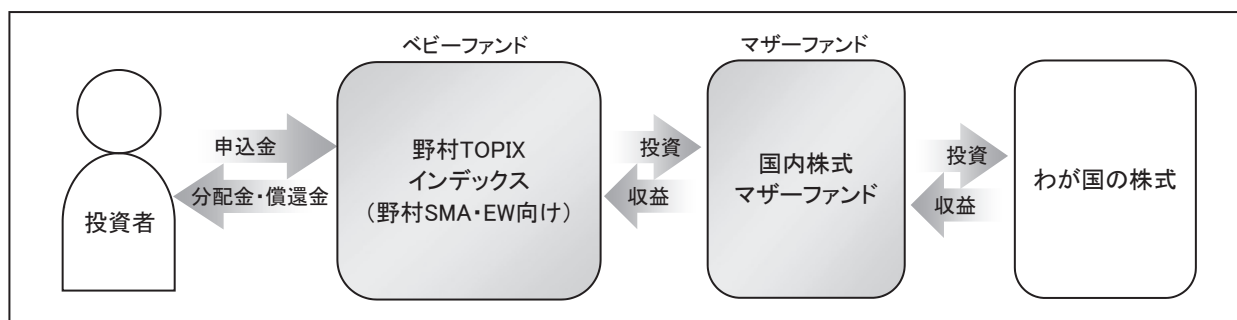 ベビーファンド
マザーファンド
投資者
申込金
分配金・償還金
野村TOPIX
インデックス
(野村SMA・EW向け)
投資
収益
国内株式
マザーファンド
投資
収益
わが国の株式